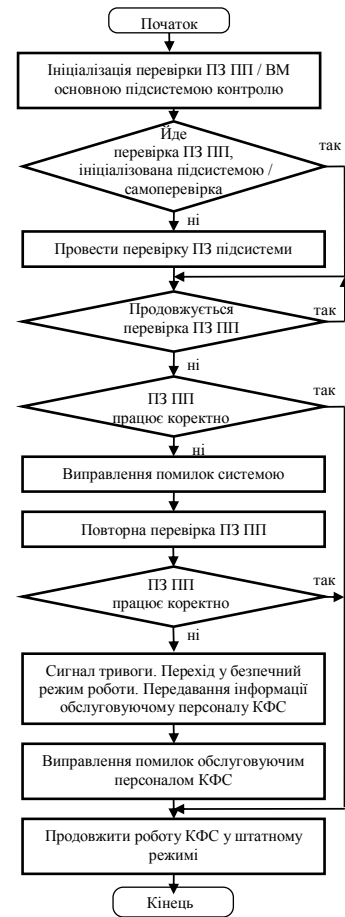 Початок
Ініціалізація перевірки ПЗ ПП / ВМ
основною підсистемою контролю
Йде
перевірка ПЗ ПП,
ініціалізована підсистемою /
самоперевірка
так
ні
Провести перевірку ПЗ підсистеми
Продовжується
перевірка ПЗ ПП
так
ні
ПЗ ПП
працює коректно
так
ні
Виправлення помилок системою
Повторна перевірка ПЗ ПП
ПЗ ПП
працює коректно
так
ні
Сигнал тривоги. Перехід у безпечний
режим роботи. Передавання інформації
обслуговуючому персоналу КФС
Виправлення помилок обслуговуючим
персоналом КФС
Продовжити роботу КФС у штатному
режимі
Кінець